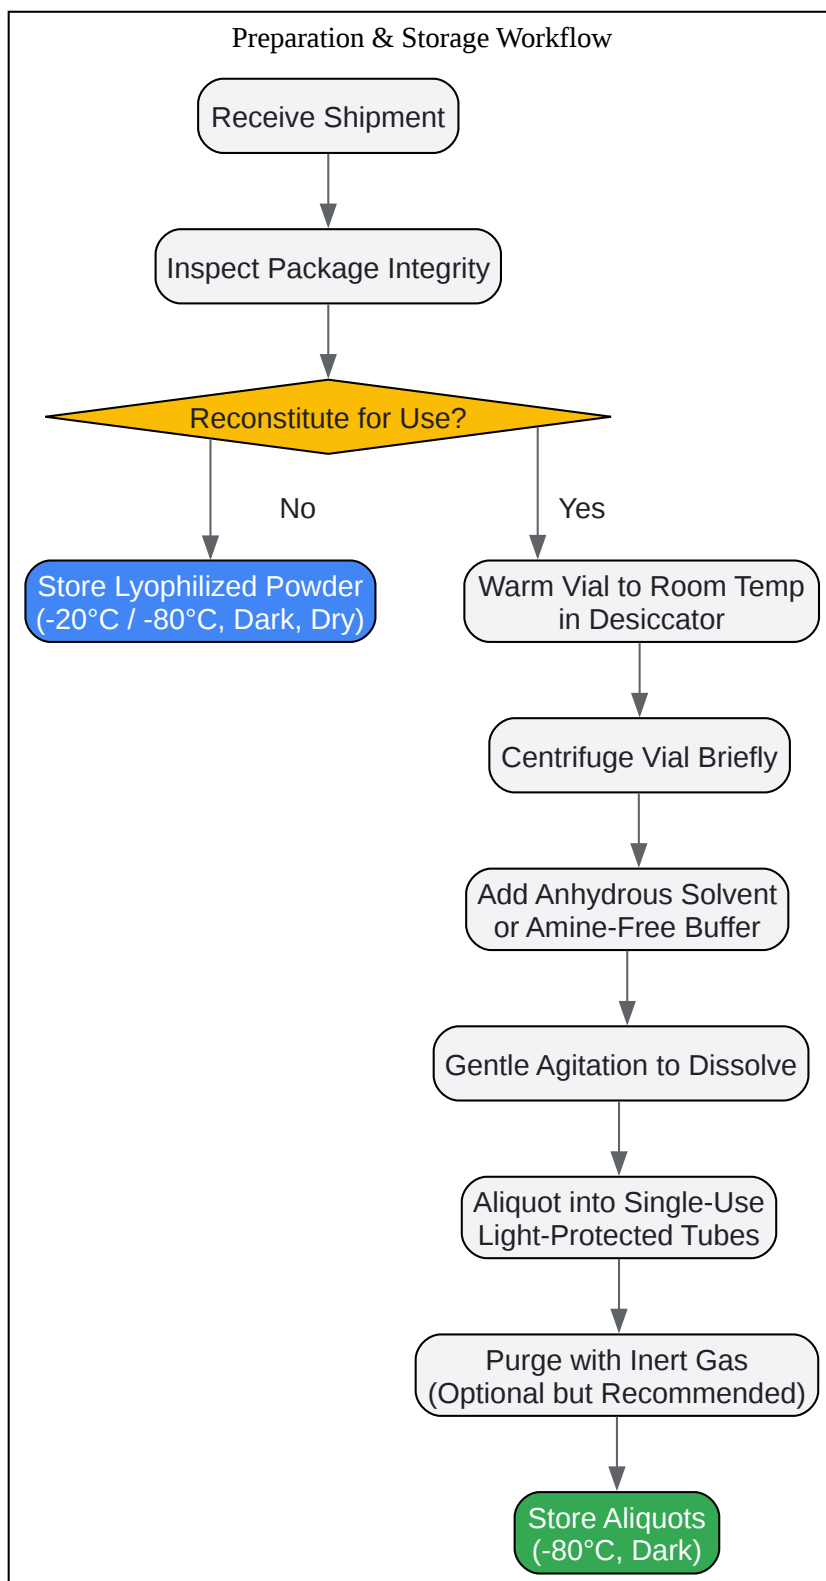 Preparation & Storage Workflow
Receive Shipment
Inspect Package Integrity
Reconstitute for Use?
No
Yes
Store Lyophilized Powder
(-20°C / -80°C, Dark, Dry)
Warm Vial to Room Temp
in Desiccator
Centrifuge Vial Briefly
Add Anhydrous Solvent
or Amine-Free Buffer
Gentle Agitation to Dissolve
Aliquot into Single-Use
Light-Protected Tubes
Purge with Inert Gas
(Optional but Recommended)
Store Aliquots
(-80°C, Dark)